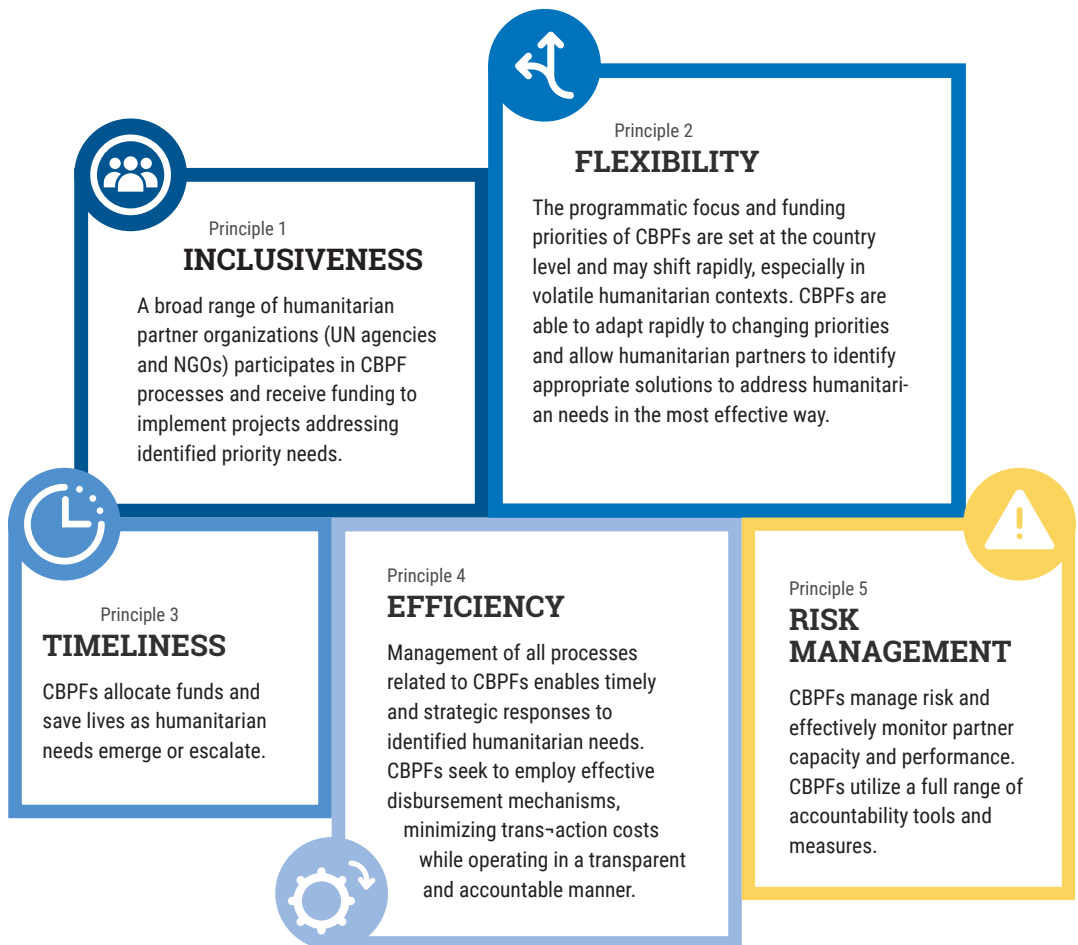 Principle 1
INCLUSIVENESS
A broad range of humanitarian
partner organizations (UN agencies
and NGOs) participates in CBPF
processes and receive funding to
implement projects addressing
identified priority needs.
Principle 2
FLEXIBILITY
The programmatic focus and funding
priorities of CBPFs are set at the country
level and may shift rapidly, especially in
volatile humanitarian contexts. CBPFs are
able to adapt rapidly to changing priorities
and allow humanitarian partners to identify
appropriate solutions to address humanitari-
an needs in the most effective way.
Principle 3
TIMELINESS
CBPFs allocate funds and
save lives as humanitarian
needs emerge or escalate.
Principle 4
EFFICIENCY
Management of all processes
related to CBPFs enables timely
and strategic responses to
identified humanitarian needs.
CBPFs seek to employ effective
disbursement mechanisms,
minimizing trans¬action costs
while operating in a transparent
and accountable manner.
Principle 5
RISK
MANAGEMENT
CBPFs manage risk and
effectively monitor partner
capacity and performance.
CBPFs utilize a full range of
accountability tools and
measures.